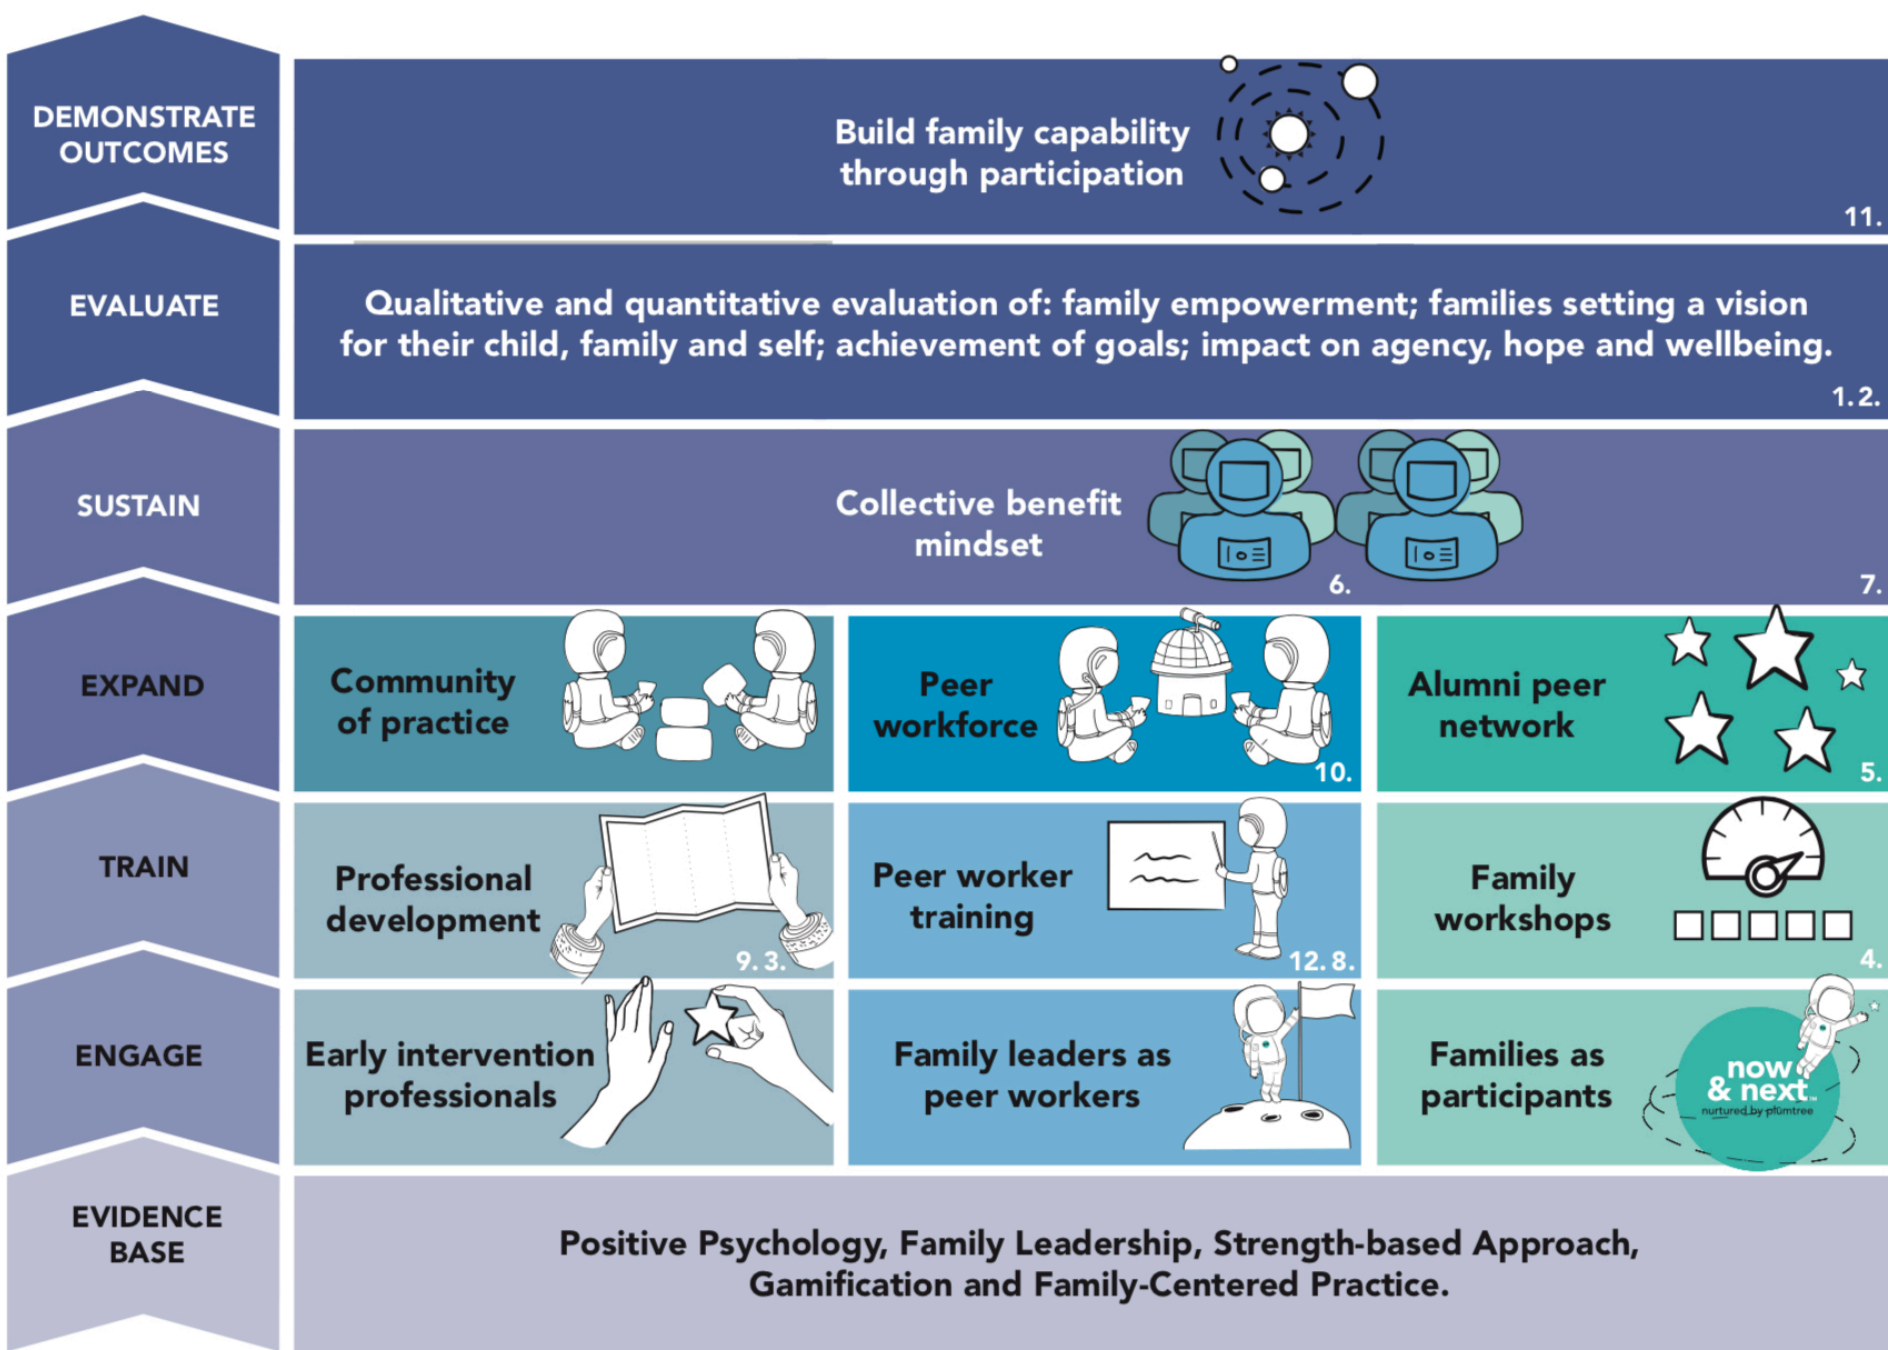 DEMONSTRATE
OUTCOMES
Build family capability
through participation
11.
EVALUATE
Qualitative and quantitative evaluation of: family empowerment; families setting a vision
for their child, family and self; achievement of goals; impact on agency, hope and wellbeing.
1. 2.
SUSTAIN
Collective benefit
mindset
6.
7.
EXPAND
Community
of practice
Peer
workforce
10.
Alumni peer
network
5.
TRAIN
Professional
development
9. 3.
Peer worker
training
12. 8.
Family
workshops
4.
ENGAGE
Early intervention
professionals
Family leaders as
peer workers
Families as
participants
now
& next™
nurtured by plumtree
EVIDENCE
BASE
Positive Psychology, Family Leadership, Strength-based Approach,
Gamification and Family-Centered Practice.